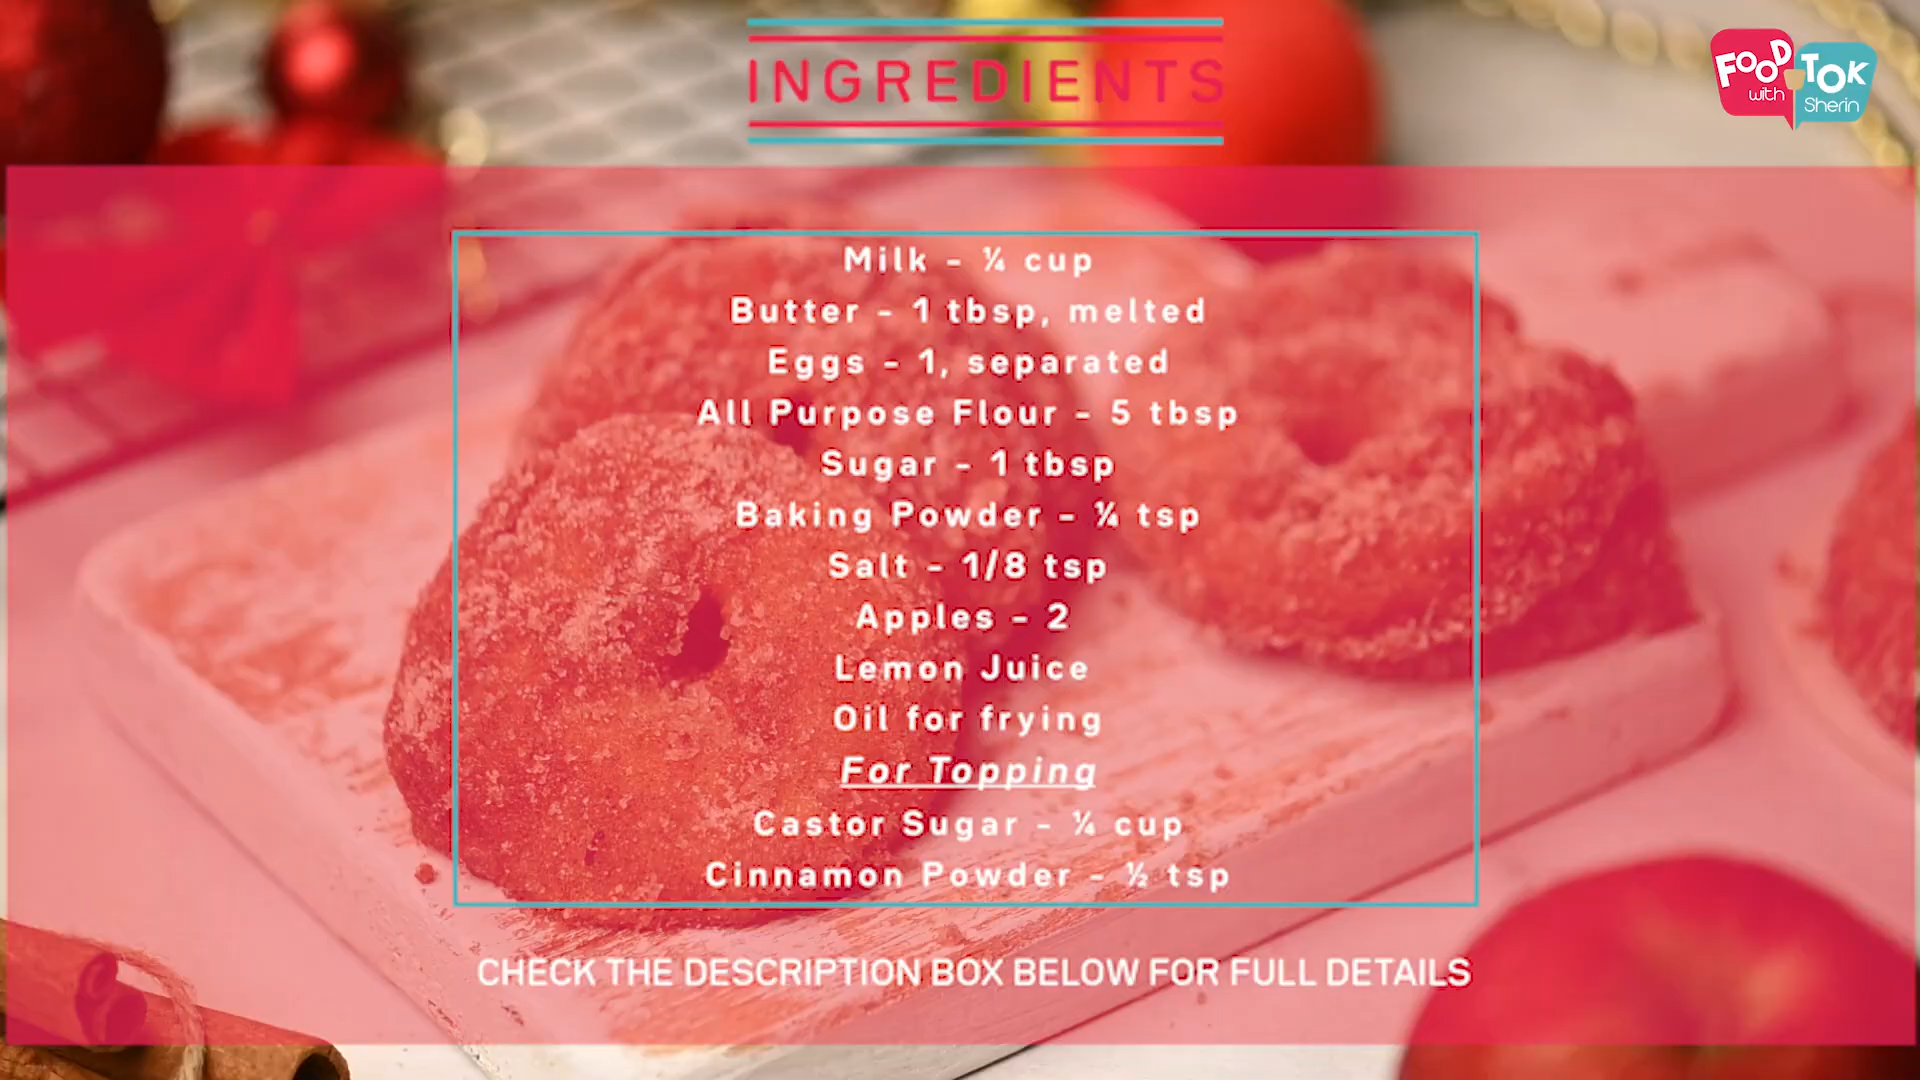 INGREDIENTS
FOOD TOK
with Sherin
Milk - ¼ cup
Butter - 1 tbsp, melted
Eggs - 1, separated
All Purpose Flour - 5 tbsp
Sugar - 1 tbsp
Baking Powder - ¼ tsp
Salt - 1/8 tsp
Apples - 2
Lemon Juice
Oil for frying
For Topping
Castor Sugar - ¼ cup
Cinnamon Powder - ½ tsp
CHECK THE DESCRIPTION BOX BELOW FOR FULL DETAILS